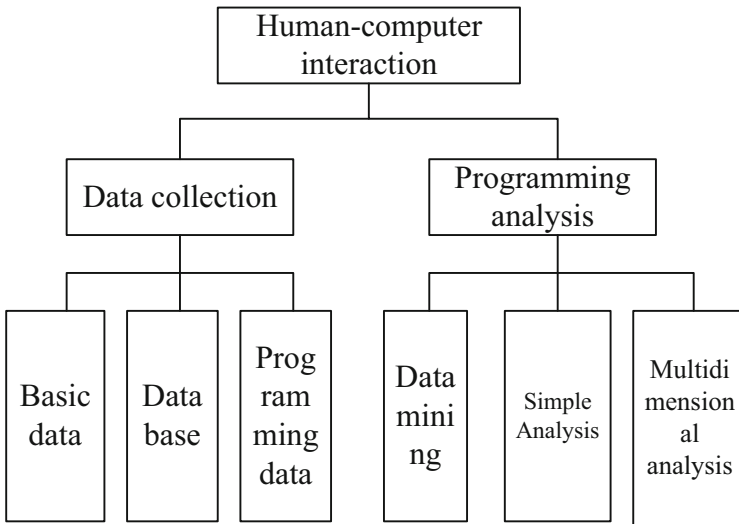 Human-computer
interaction
Data collection
Programming
analysis
Basic
data
Data
base
Prog
ram
ming
data
Data
mini
ng
Simple
Analysis
Multidi
mension
al
analysis